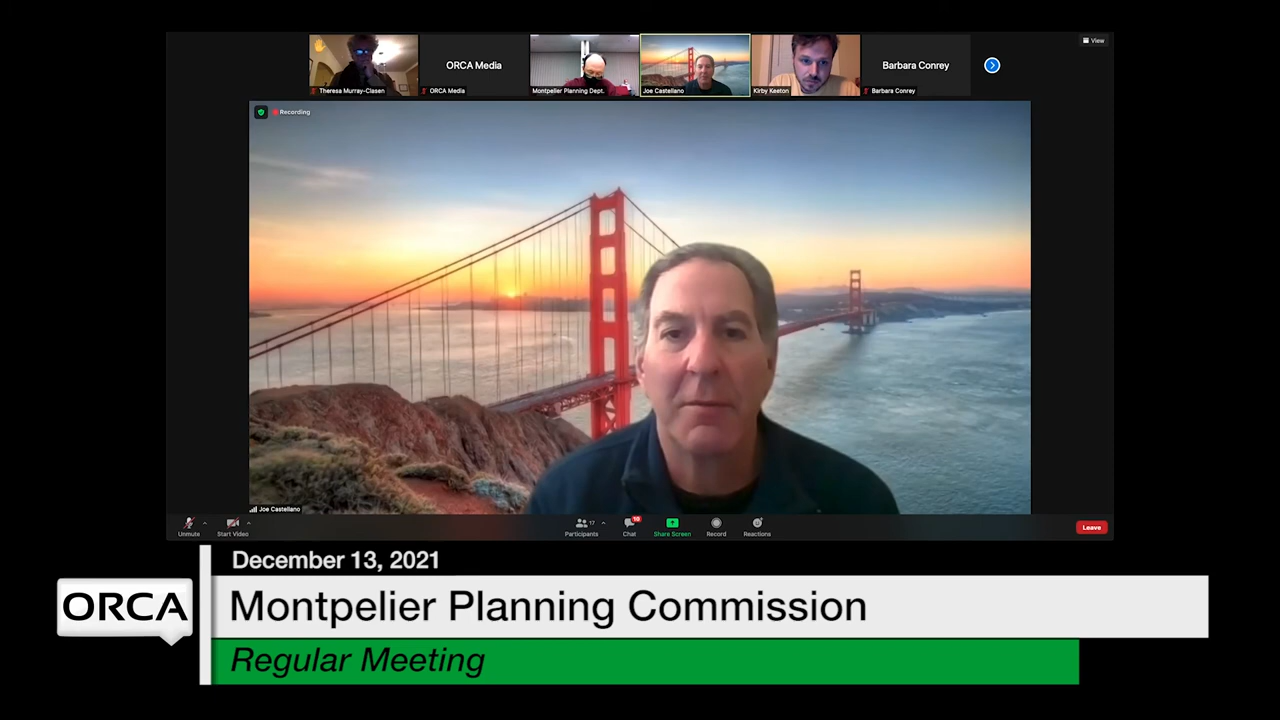 View
ORCA Media
Barbara Conrey
Theresa Murray-Clasen
ORCA Media
Montpelier Planning Dept.
Joe Castellano
Kirby Keeton
Barbara Conrey
Recording
Joe Castellano
Unmute
Start Video
Participants
17
Chat
10
Share Screen
Record
Reactions
Leave
December 13, 2021
ORCA
Montpelier Planning Commission
Regular Meeting